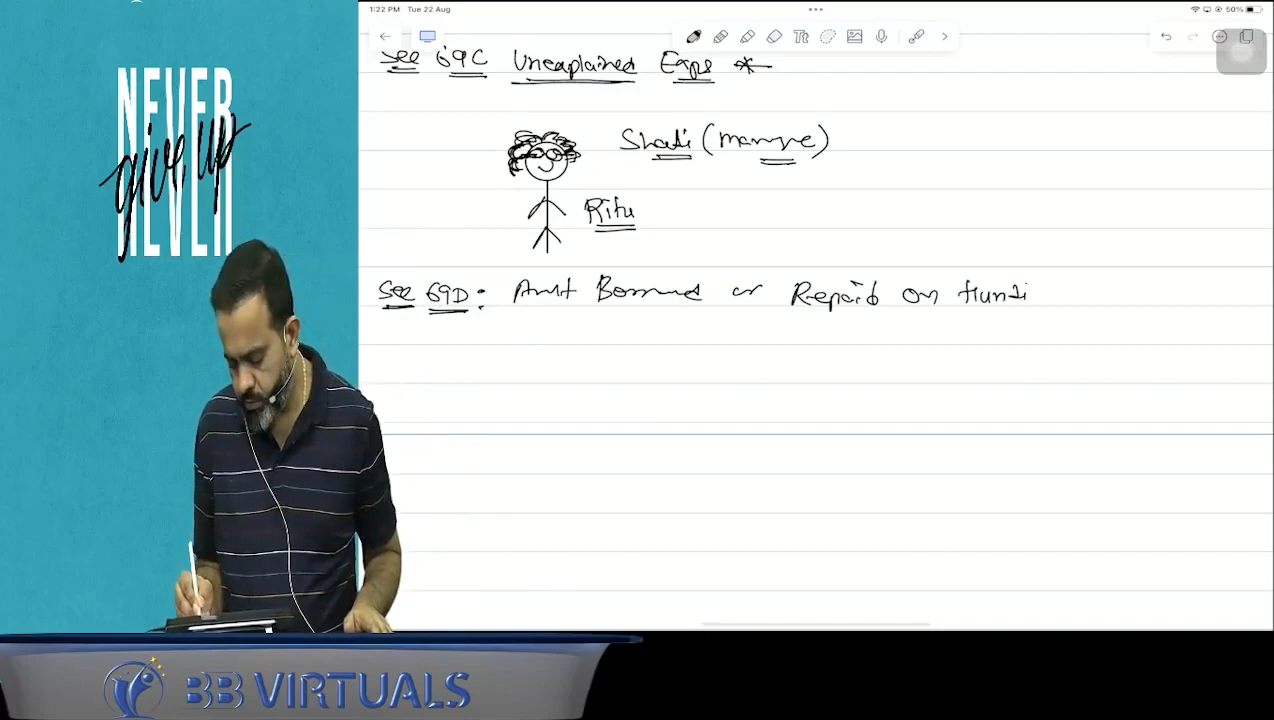 1:22 PM Tue 22 Aug
50%
NEVER
give up
NEVER
Sec 69C Unexplained Exps *
Shadi (Marriage)
Ritu
Sec 69D: Amt Borrowed or Repaid on Hundi
BB VIRTUALS